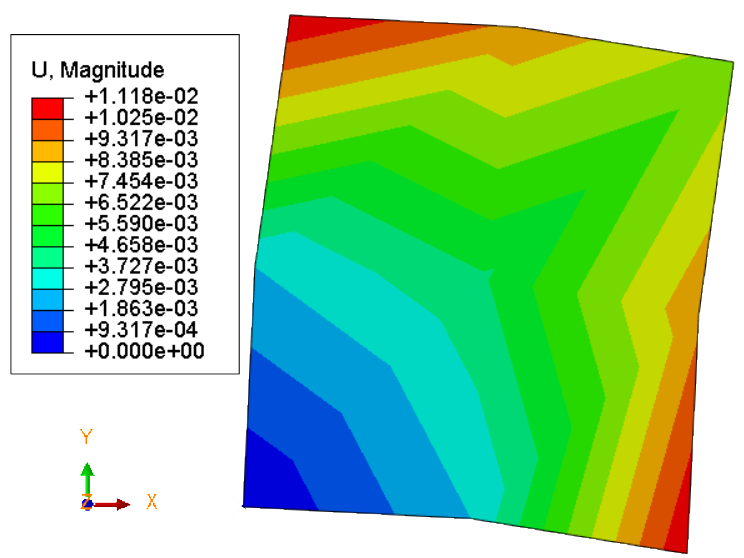 U, Magnitude
+1.118e-02
+1.025e-02
+9.317e-03
+8.385e-03
+7.454e-03
+6.522e-03
+5.590e-03
+4.658e-03
+3.727e-03
+2.795e-03
+1.863e-03
+9.317e-04
+0.000e+00
Y
Z
X